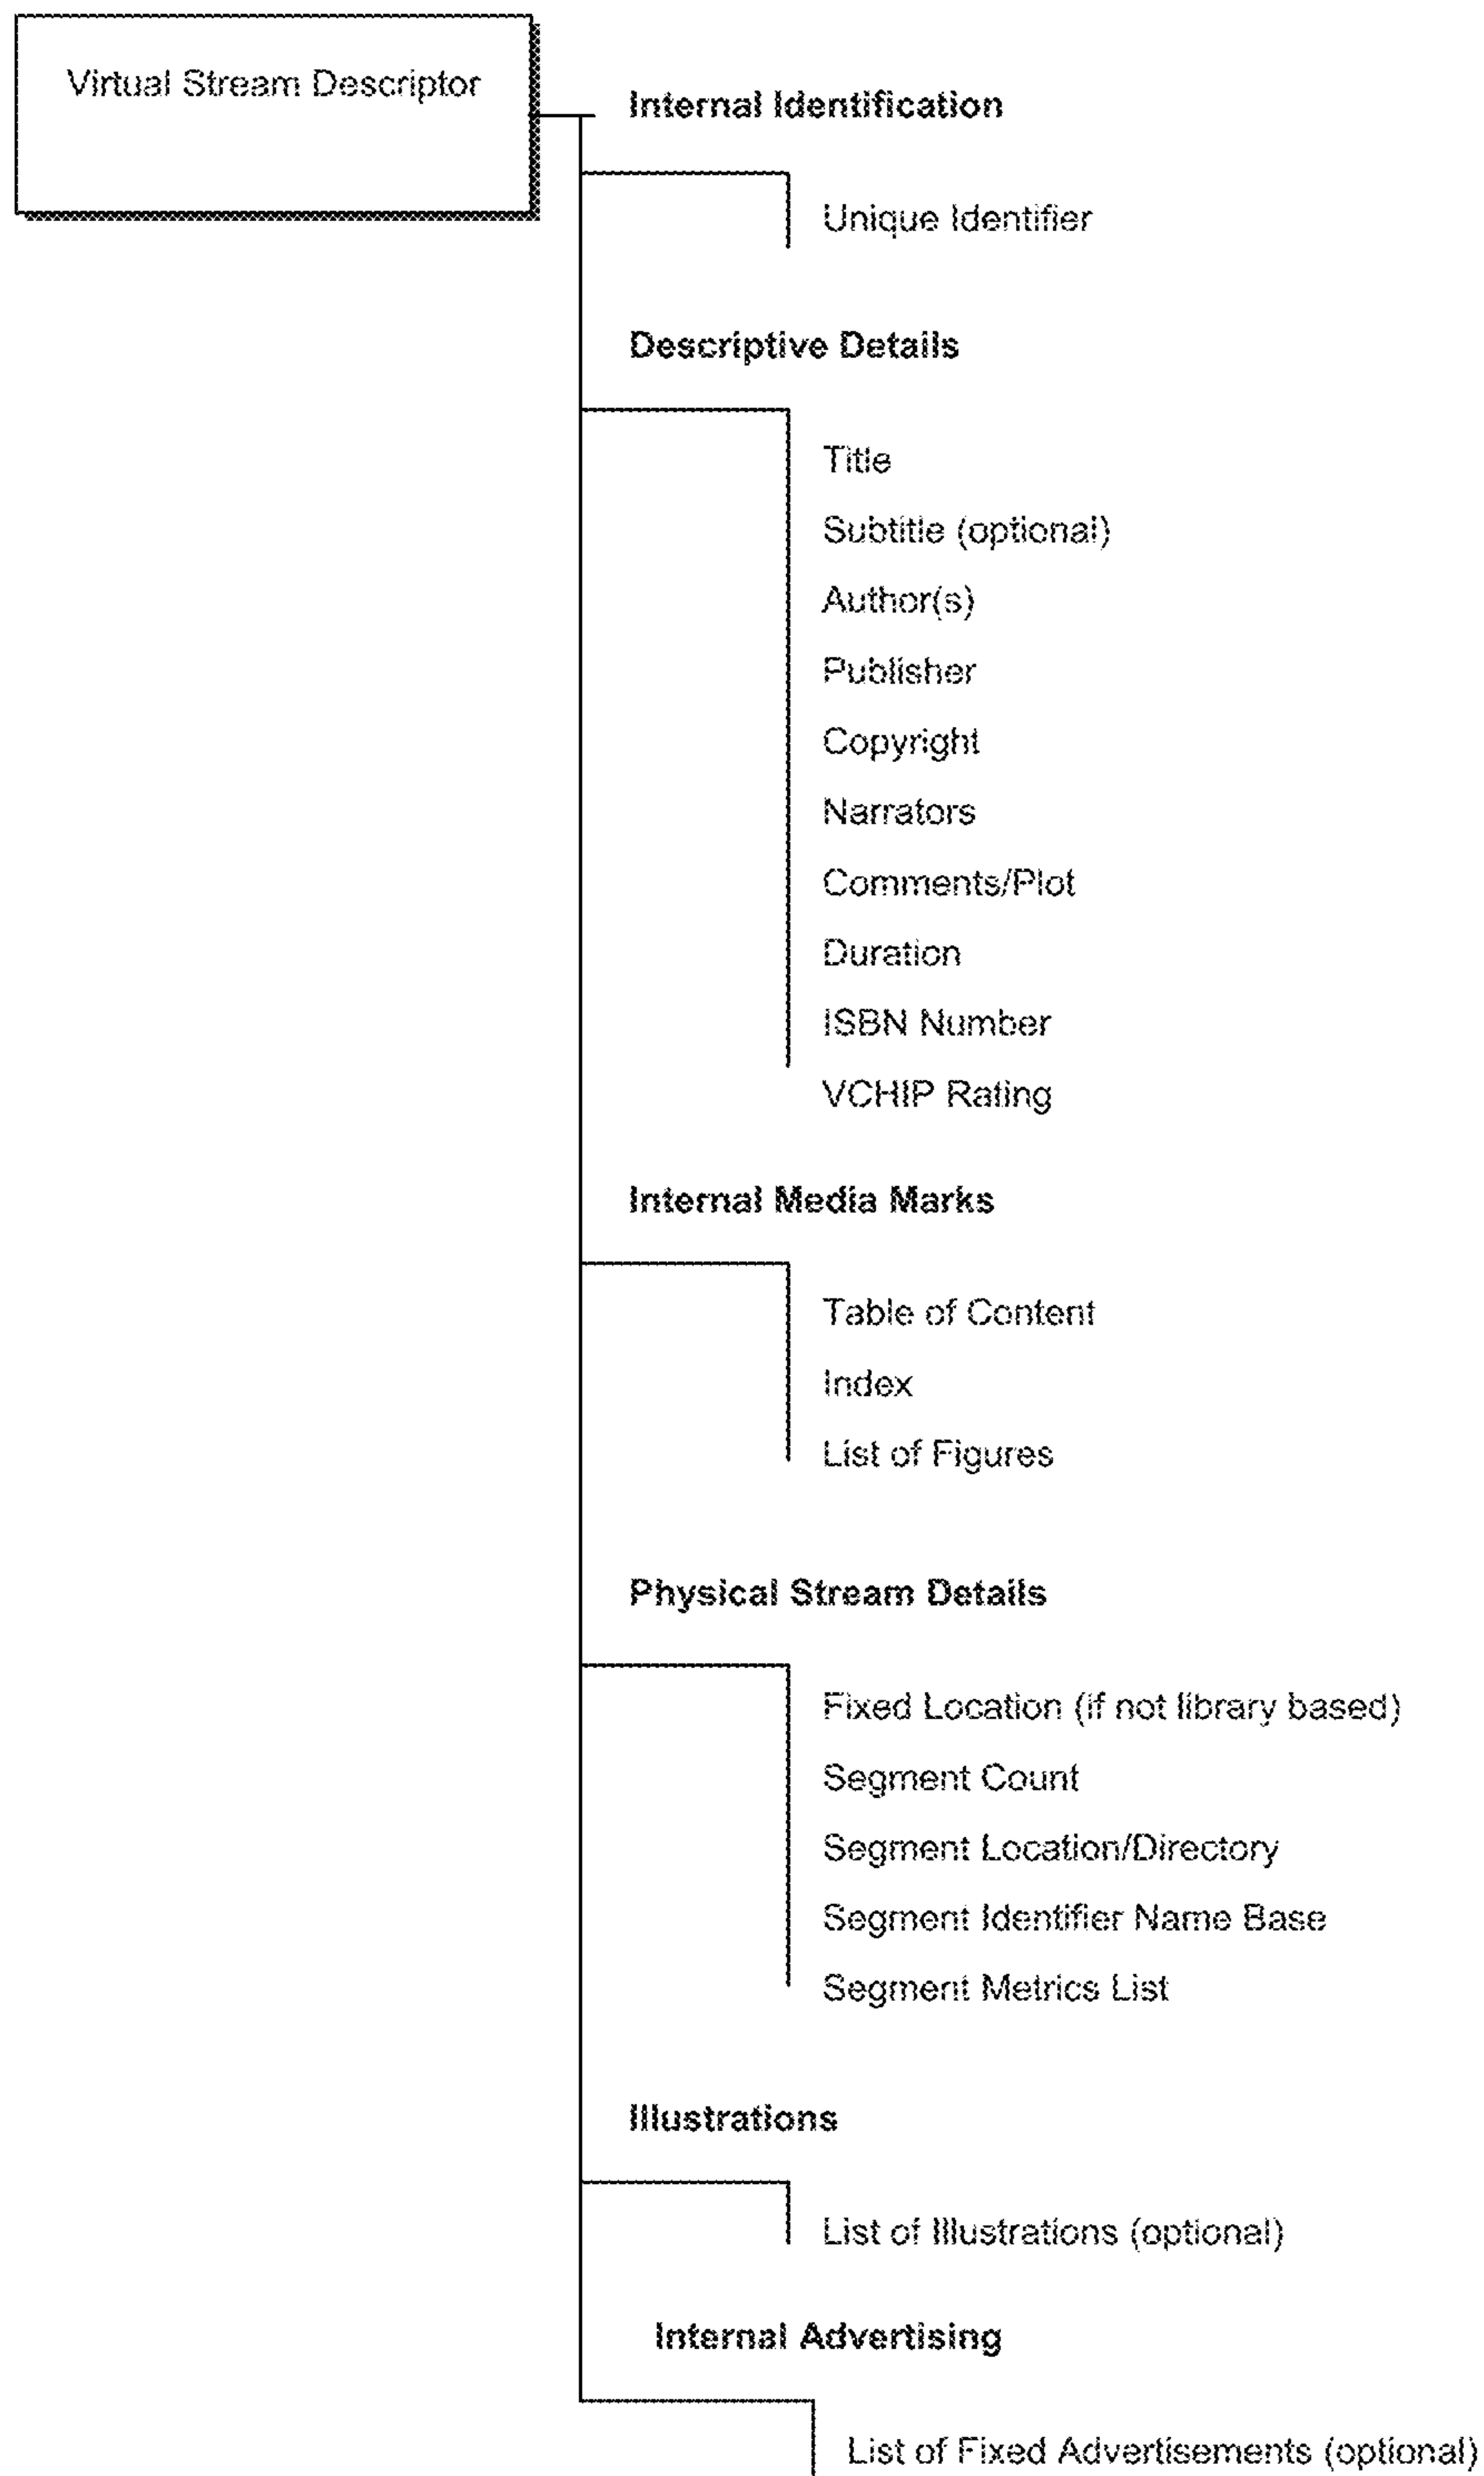 Virtual Stream Descriptor
Internal Identification
Unique Identifier
Descriptive Details
Title
Subtitle (optional)
Author(s)
Publisher
Copyright
Narrators
Comments/Plot
Duration
ISBN Number
VCHIP Rating
Internal Media Marks
Table of Content
Index
List of Figures
Physical Stream Details
Fixed Location (if not library based)
Segment Count
Segment Location/Directory
Segment Identifier Name Base
Segment Metrics List
Illustrations
List of Illustrations (optional)
Internal Advertising
List of Fixed Advertisements (optional)